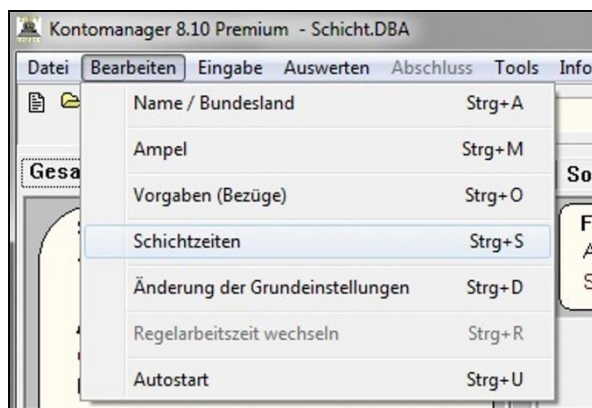 Kontomanager 8.10 Premium - Schicht.DBA
Datei Bearbeiten Eingabe Auswerten Abschluss Tools Info
Name / Bundesland Strg+A
Ampel Strg+M
Gesa So
Vorgaben (Bezüge) Strg+O
Schichtzeiten Strg+S
Änderung der Grundeinstellungen Strg+D
Regelarbeitszeit wechseln Strg+R
Autostart Strg+U